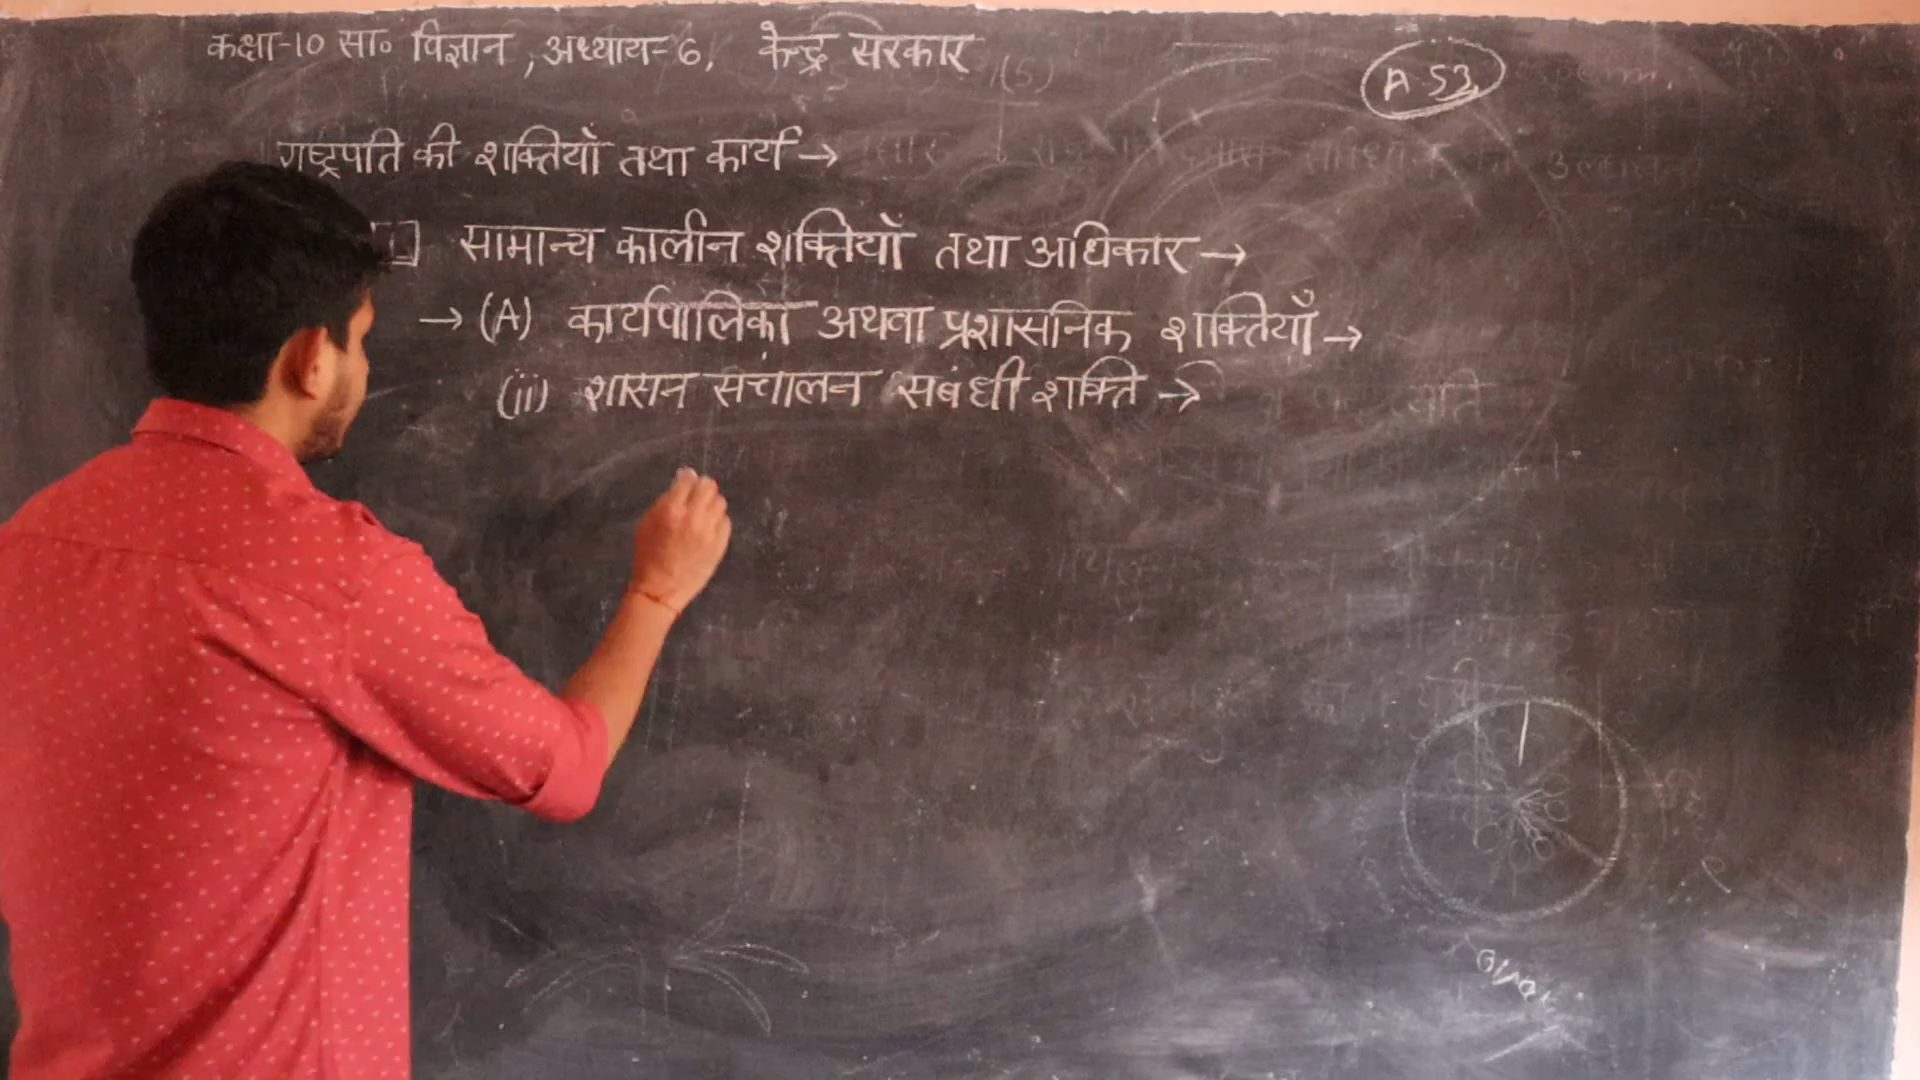 कक्षा-10 सा० विज्ञान, अध्याय-6, केन्द्र सरकार
A-53
राष्ट्रपति की शक्तियाँ तथा कार्य →
सामान्य कालीन शक्तियाँ तथा अधिकार →
→ (A) कार्यपालिका अथवा प्रशासनिक शक्तियाँ →
(ii) शासन संचालन सबंधी शक्ति →